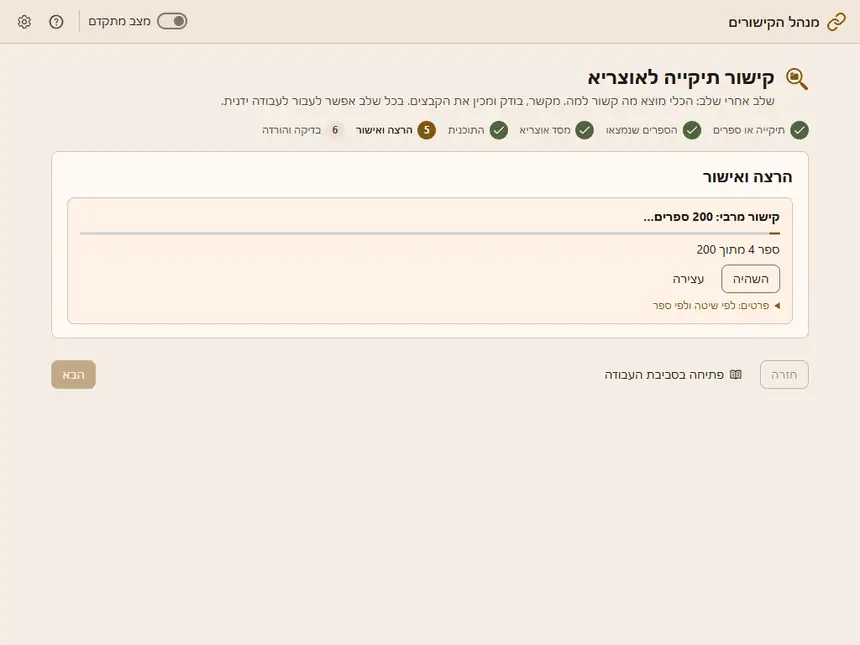 מנהל הקישורים
מצב מתקדם
קישור תיקייה לאוצריא
שלב אחרי שלב: הכלי מוצא מה קשור למה, מקשר, בודק ומכין את הקבצים. בכל שלב אפשר לעבור לעבודה ידנית.
תיקייה או ספרים
הספרים שנמצאו
מסד אוצריא
התוכנית
5 הרצה ואישור
6 בדיקה והורדה
הרצה ואישור
קישור מרבי: 200 ספרים...
ספר 4 מתוך 200
השהיה
עצירה
פרטים: לפי שיטה ולפי ספר
חזרה
פתיחה בסביבת העבודה
הבא